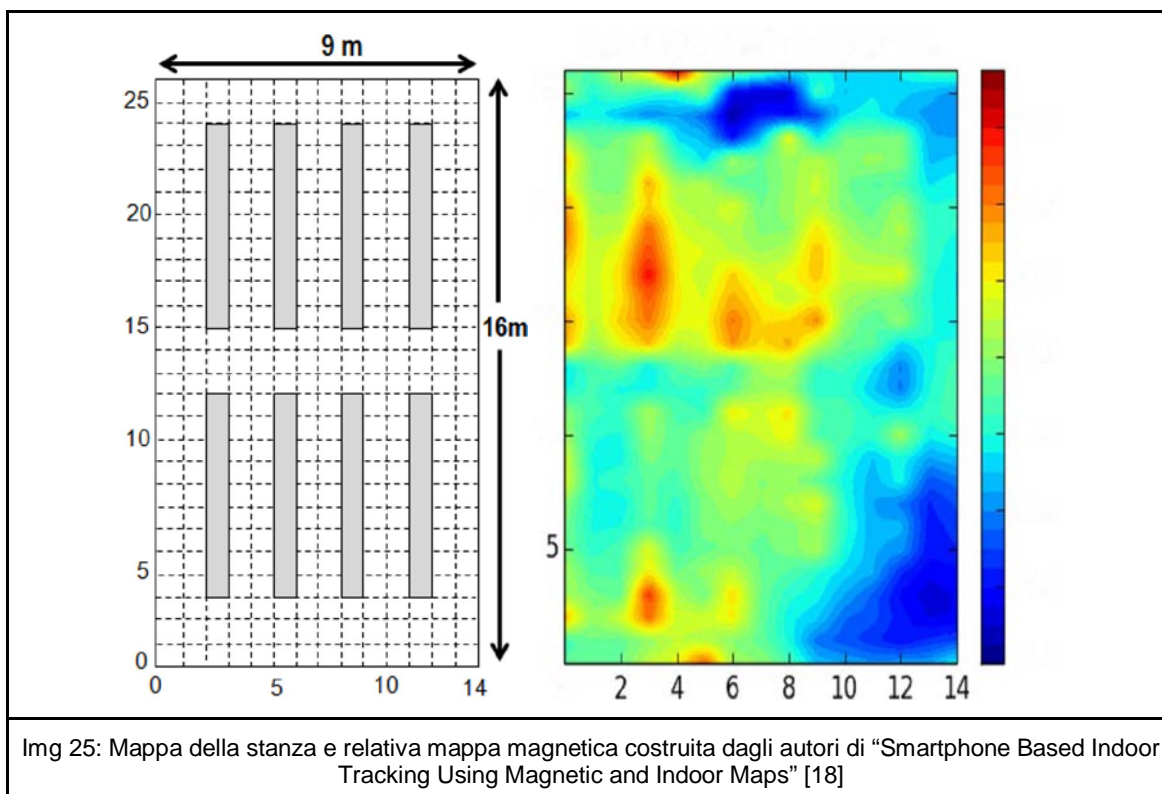 9 m
25
20
15
10
5
0
0 5 10 14
16m
5
2 4 6 8 10 12 14
Img 25: Mappa della stanza e relativa mappa magnetica costruita dagli autori di “Smartphone Based Indoor
Tracking Using Magnetic and Indoor Maps” [18]